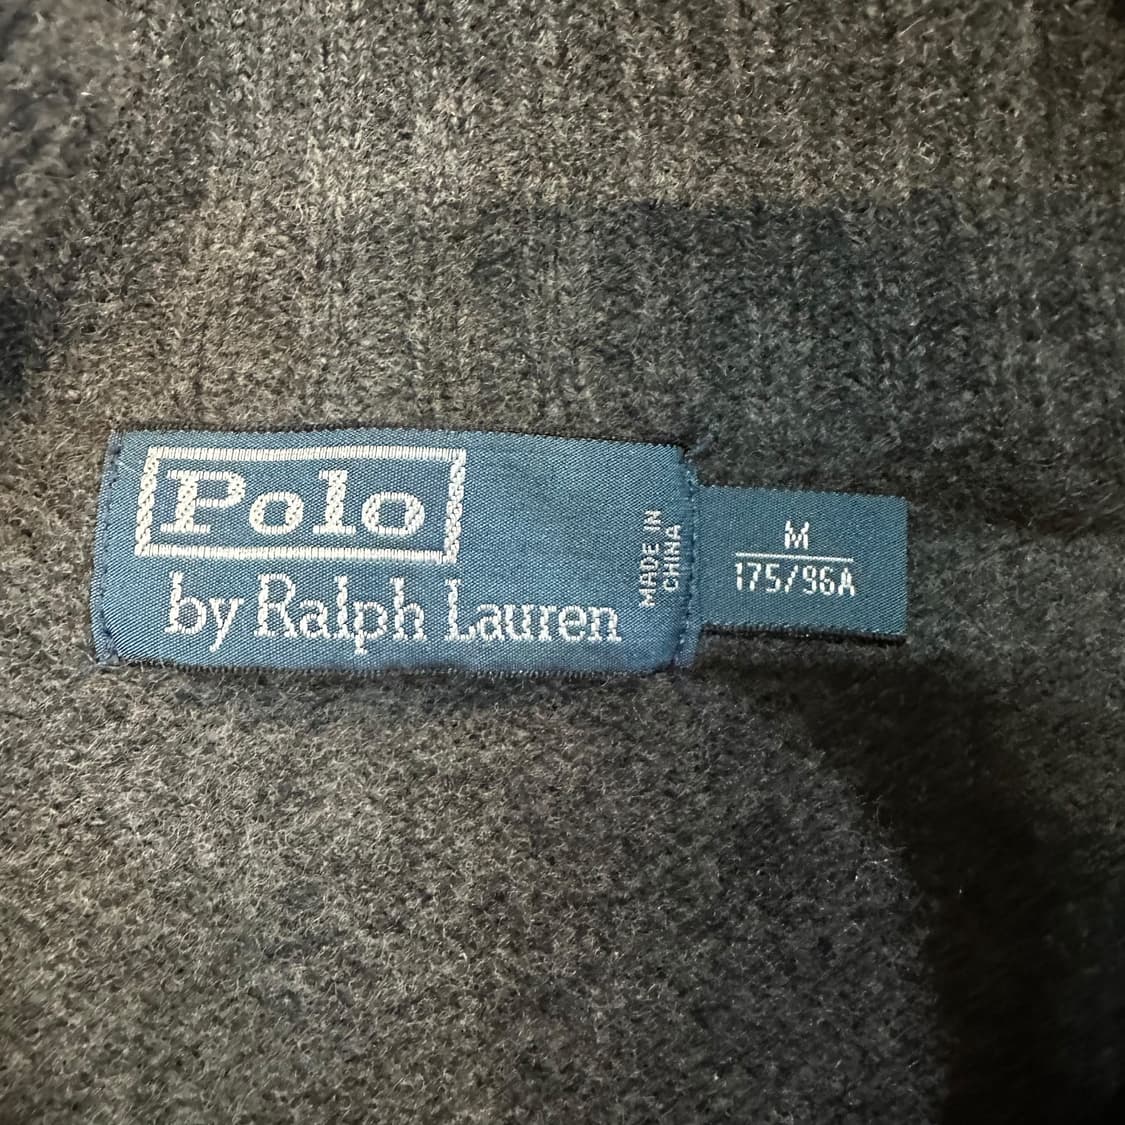 Polo
by Ralph Lauren
MADE IN
CHINA
M
175/96A